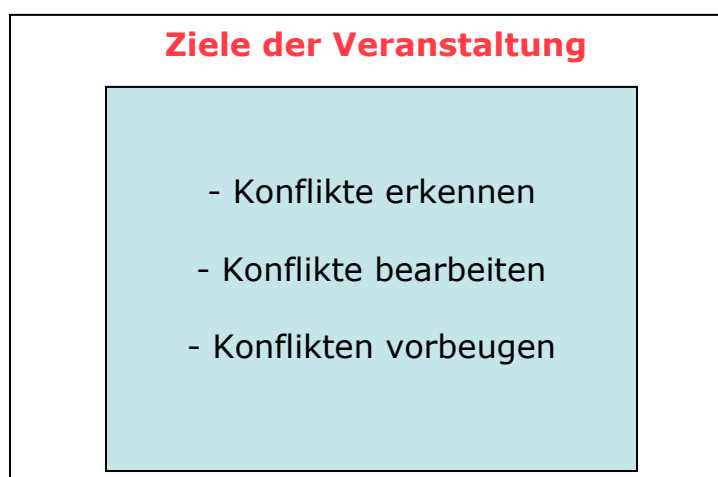 Ziele der Veranstaltung
- Konflikte erkennen
- Konflikte bearbeiten
- Konflikten vorbeugen